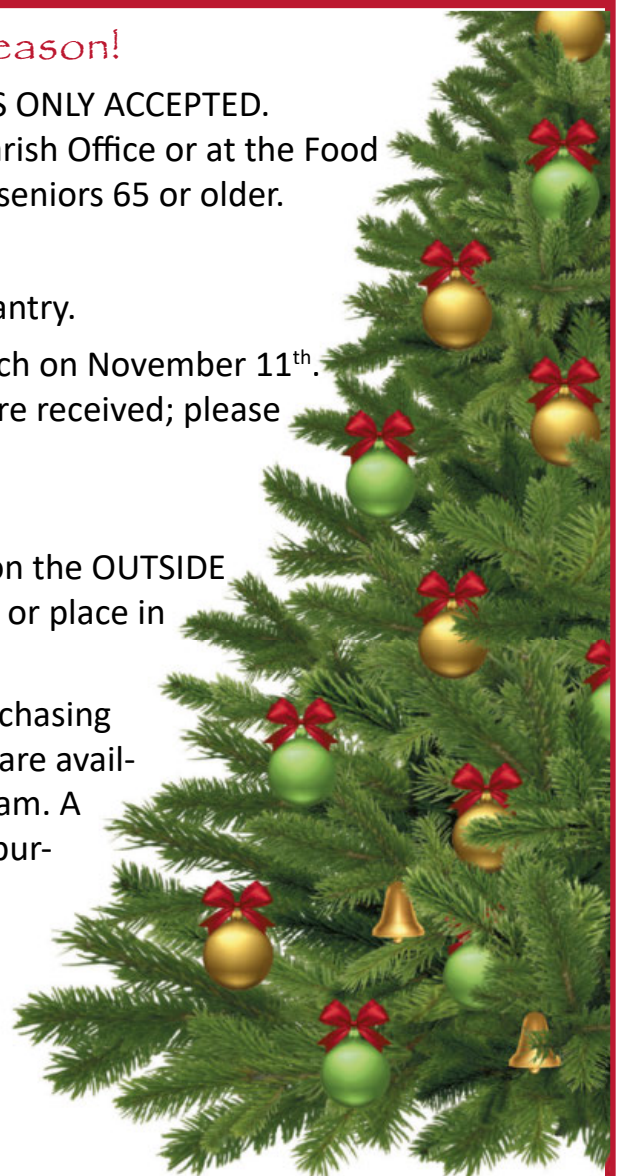 eason!
S ONLY ACCEPTED.
arish Office or at the Food
seniors 65 or older.
antry.
ch on November 11th.
re received; please
on the OUTSIDE
or place in
chasing
are avail-
am. A
pur-